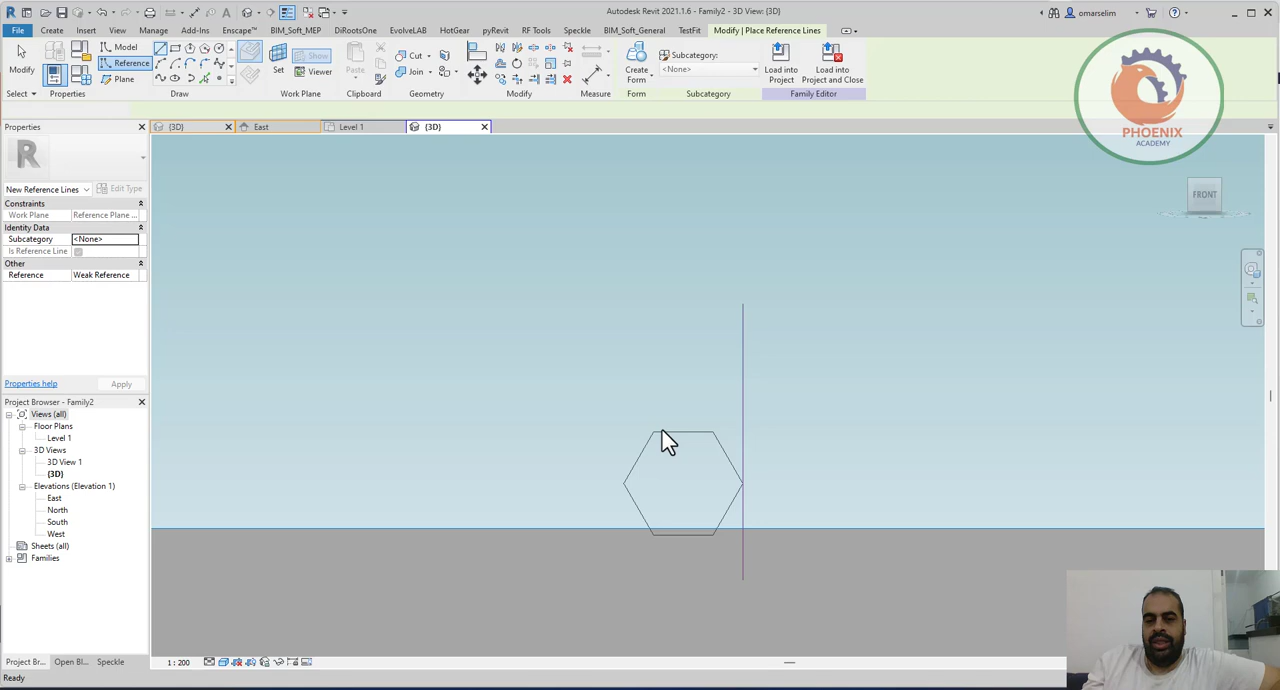 Autodesk Revit 2021.1.6 - Family2 - 3D View: {3D}
omarselim
File
Create
Insert
View
Manage
Add-Ins
Enscape™
BIM_Soft_MEP
DiRootsOne
EvolveLAB
HotGear
pyRevit
RF Tools
Speckle
BIM_Soft_General
TestFit
Modify | Place Reference Lines
Modify
Model
Reference
Plane
Set
Show
Viewer
Paste
Cut
Join
Create
Form
Subcategory:
<None>
Load into
Project
Load into
Project and Close
Select
Properties
Draw
Work Plane
Clipboard
Geometry
Modify
Measure
Form
Subcategory
Family Editor
PHOENIX
ACADEMY
Properties
{3D}
East
Level 1
{3D}
R
New Reference Lines
Edit Type
Constraints
Work Plane
Reference Plane ...
Identity Data
Subcategory
<None>
Is Reference Line
Other
Reference
Weak Reference
FRONT
Properties help
Apply
Project Browser - Family2
Views (all)
Floor Plans
Level 1
3D Views
3D View 1
{3D}
Elevations (Elevation 1)
East
North
South
West
Sheets (all)
Families
Project Br...
Open Bl...
Speckle
1 : 200
Ready